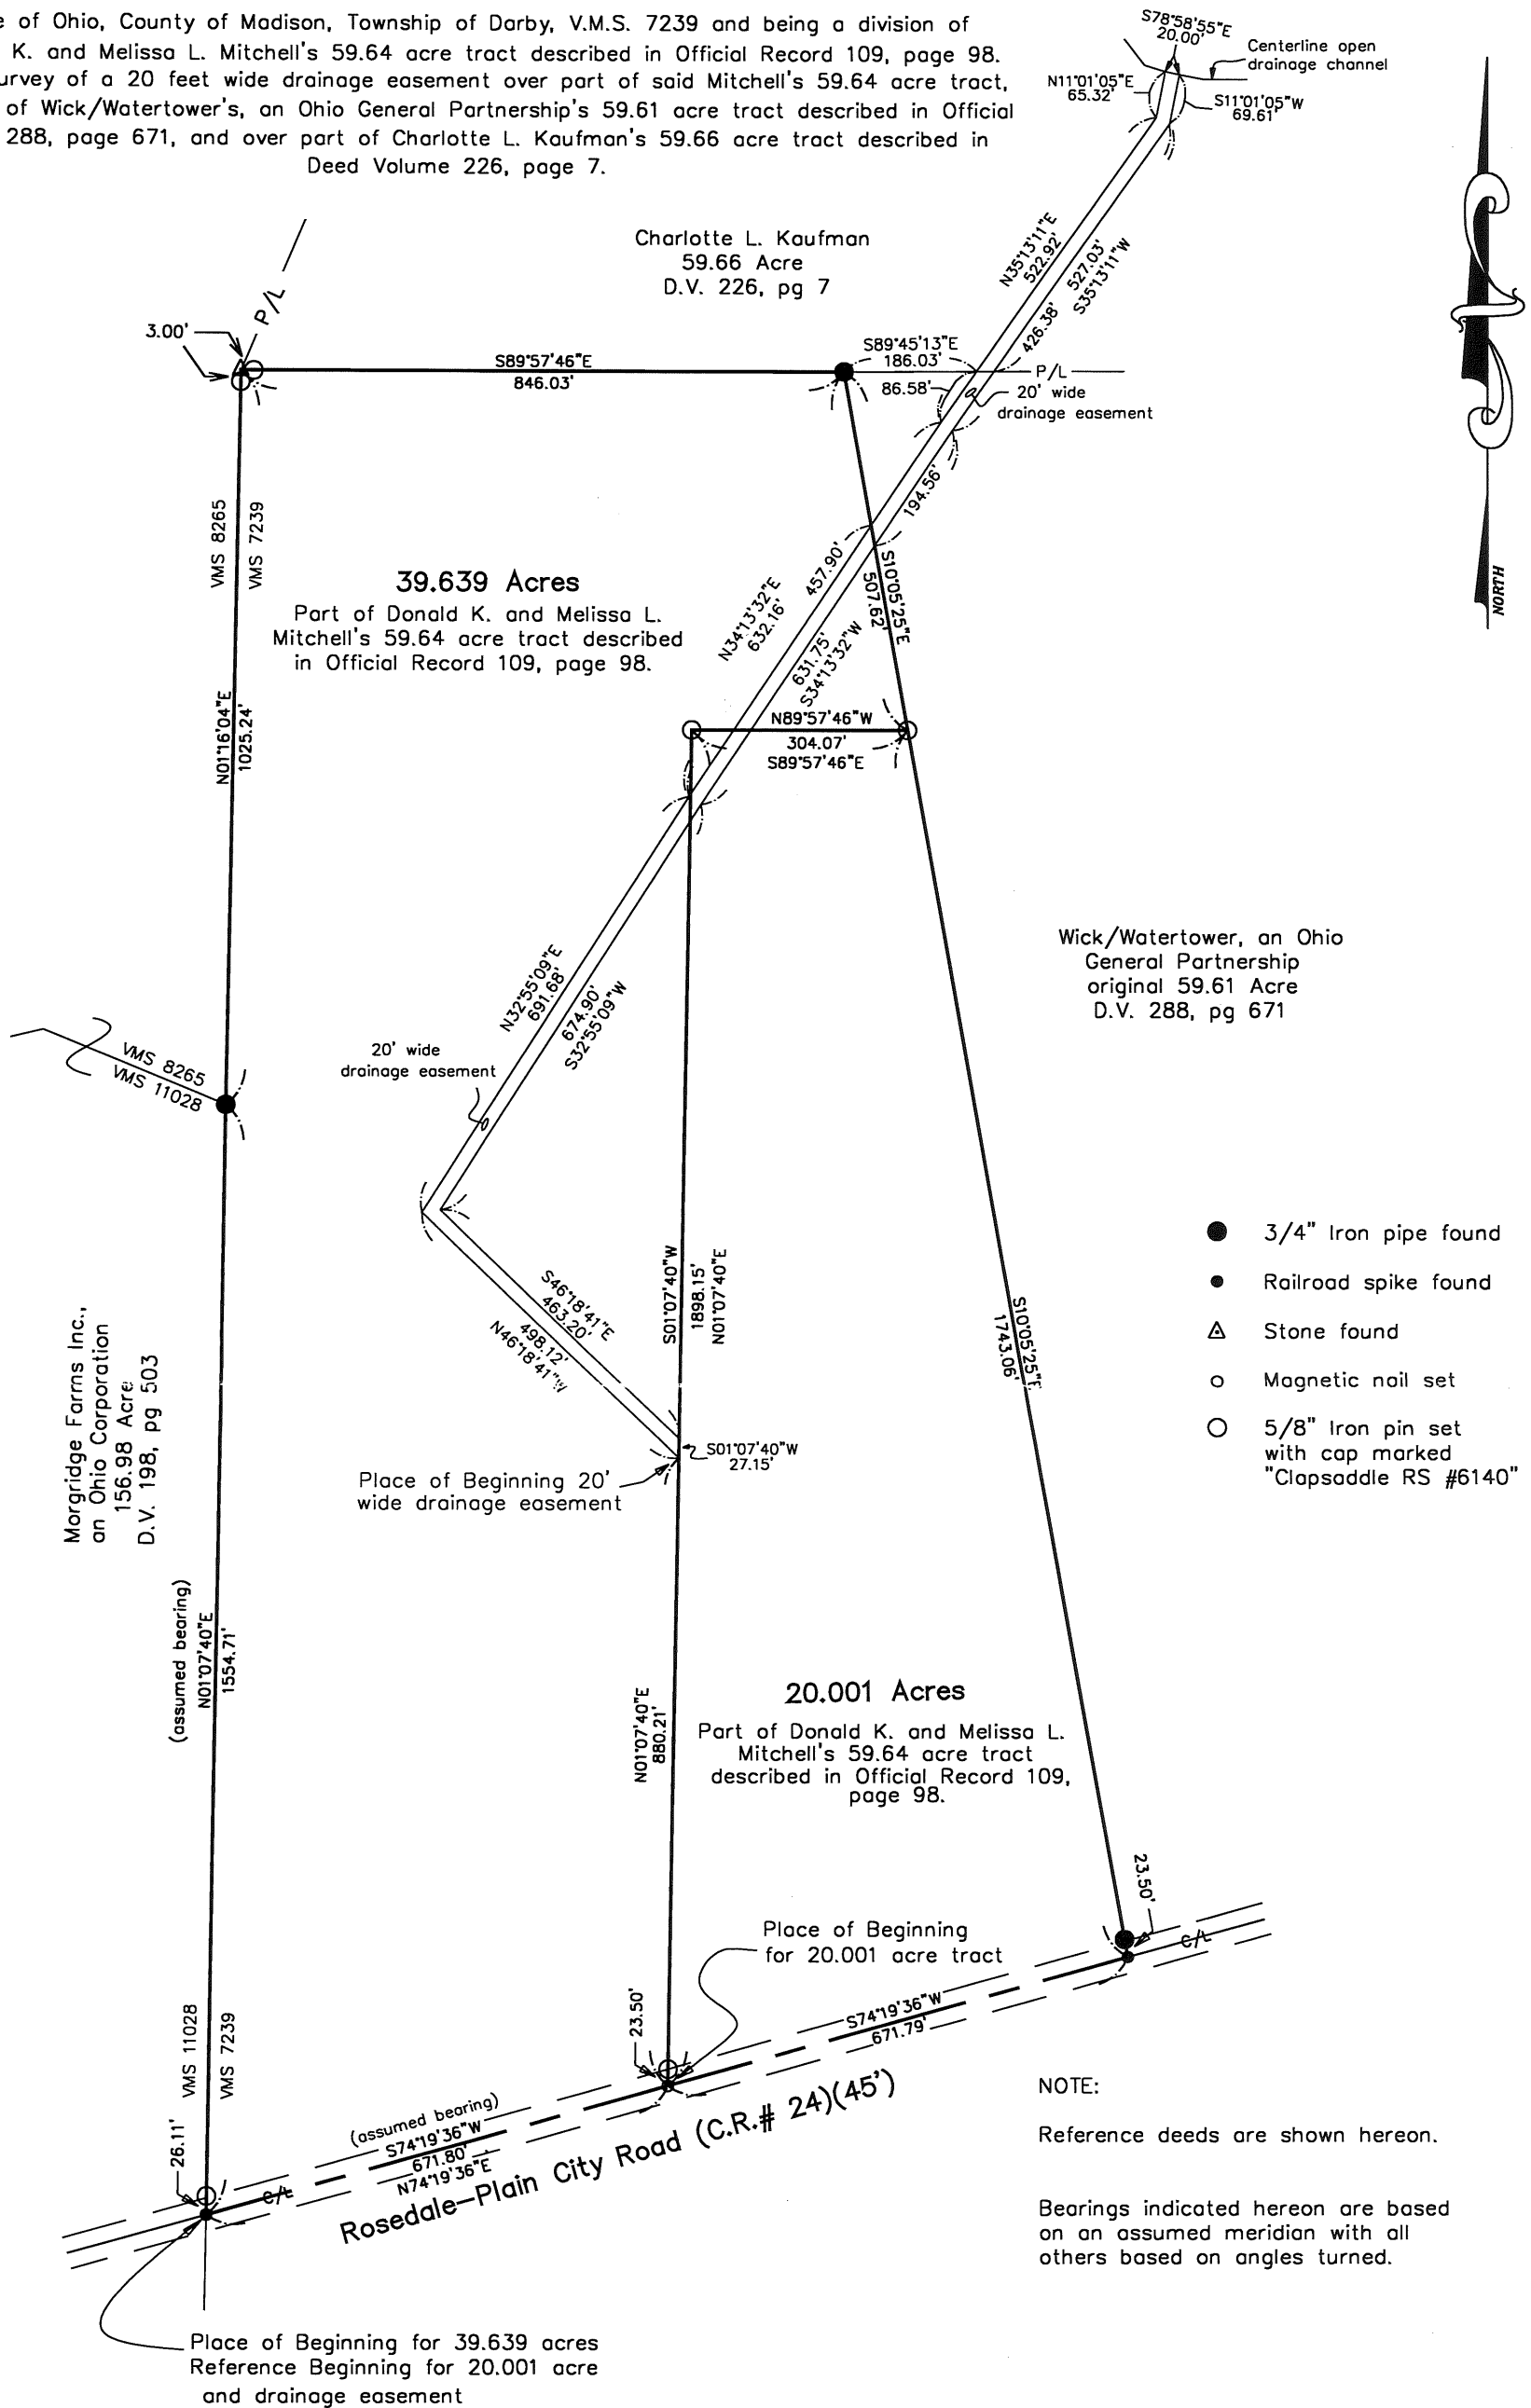 e of Ohio, County of Madison, Township of Darby, V.M.S. 7239 and being a division of
K. and Melissa L. Mitchell's 59.64 acre tract described in Official Record 109, page 98.
urvey of a 20 feet wide drainage easement over part of said Mitchell's 59.64 acre tract,
of Wick/Watertower's, an Ohio General Partnership's 59.61 acre tract described in Official
288, page 671, and over part of Charlotte L. Kaufman's 59.66 acre tract described in
Deed Volume 226, page 7.
S78°58'55"E
20.00'
Centerline open
drainage channel
N11°01'05"E
65.32'
S11°01'05"W
69.61'
Charlotte L. Kaufman
59.66 Acre
D.V. 226, pg 7
N35°13'11"E
522.92'
527.03'
S35°13'11"W
426.38'
P/L
3.00'
S89°57'46"E
846.03'
S89°45'13"E
186.03'
86.58'
P/L
20' wide
drainage easement
194.56'
NORTH
VMS 8265
VMS 7239
39.639 Acres
Part of Donald K. and Melissa L.
Mitchell's 59.64 acre tract described
in Official Record 109, page 98.
457.90'
N34°13'32"E
632.16'
631.75'
S34°13'32"W
S10°05'25"E
507.62'
N01°16'04"E
1025.24'
N89°57'46"W
304.07'
S89°57'46"E
Wick/Watertower, an Ohio
General Partnership
original 59.61 Acre
D.V. 288, pg 671
N32°55'09"E
691.68'
674.90'
S32°55'09"W
20' wide
drainage easement
VMS 8265
VMS 11028
3/4" Iron pipe found
Railroad spike found
Stone found
Magnetic nail set
5/8" Iron pin set
with cap marked
"Clapsaddle RS #6140"
S01°07'40"W
1898.15'
N01°07'40"E
S46°18'41"E
463.20'
498.12'
N46°18'41"W
S10°05'25"E
1743.06'
Morgridge Farms Inc.,
an Ohio Corporation
156.98 Acre
D.V. 198, pg 503
S01°07'40"W
27.15'
Place of Beginning 20'
wide drainage easement
(assumed bearing)
N01°07'40"E
1554.71'
N01°07'40"E
880.21'
20.001 Acres
Part of Donald K. and Melissa L.
Mitchell's 59.64 acre tract
described in Official Record 109,
page 98.
23.50'
C/L
Place of Beginning
for 20.001 acre tract
23.50'
S74°19'36"W
671.79'
VMS 11028
VMS 7239
26.11'
(assumed bearing)
S74°19'36"W
671.80'
N74°19'36"E
C/L
Rosedale-Plain City Road (C.R.# 24)(45')
NOTE:
Reference deeds are shown hereon.
Bearings indicated hereon are based
on an assumed meridian with all
others based on angles turned.
Place of Beginning for 39.639 acres
Reference Beginning for 20.001 acre
and drainage easement